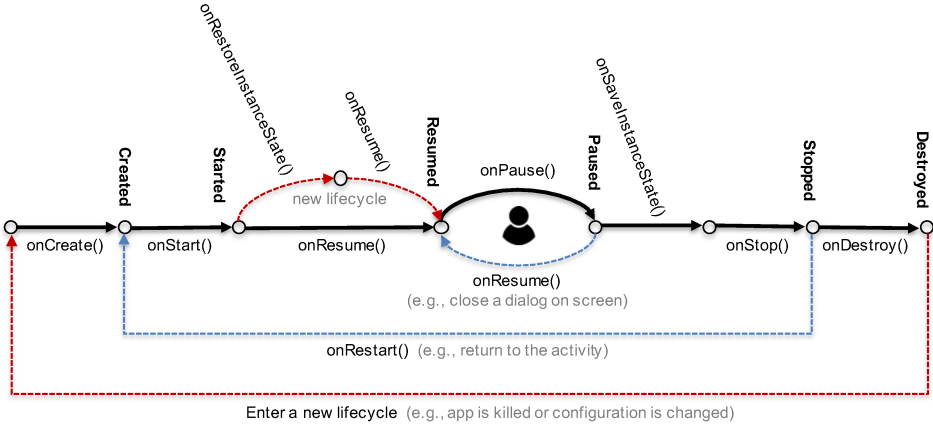 onRestoreInstanceState()
onResume()
onSaveInstanceState()
Created
Started
Resumed
Paused
Stopped
Destroyed
onPause()
new lifecycle
onCreate()
onStart()
onResume()
onStop()
onDestroy()
onResume()
(e.g., close a dialog on screen)
onRestart() (e.g., return to the activity)
Enter a new lifecycle (e.g., app is killed or configuration is changed)